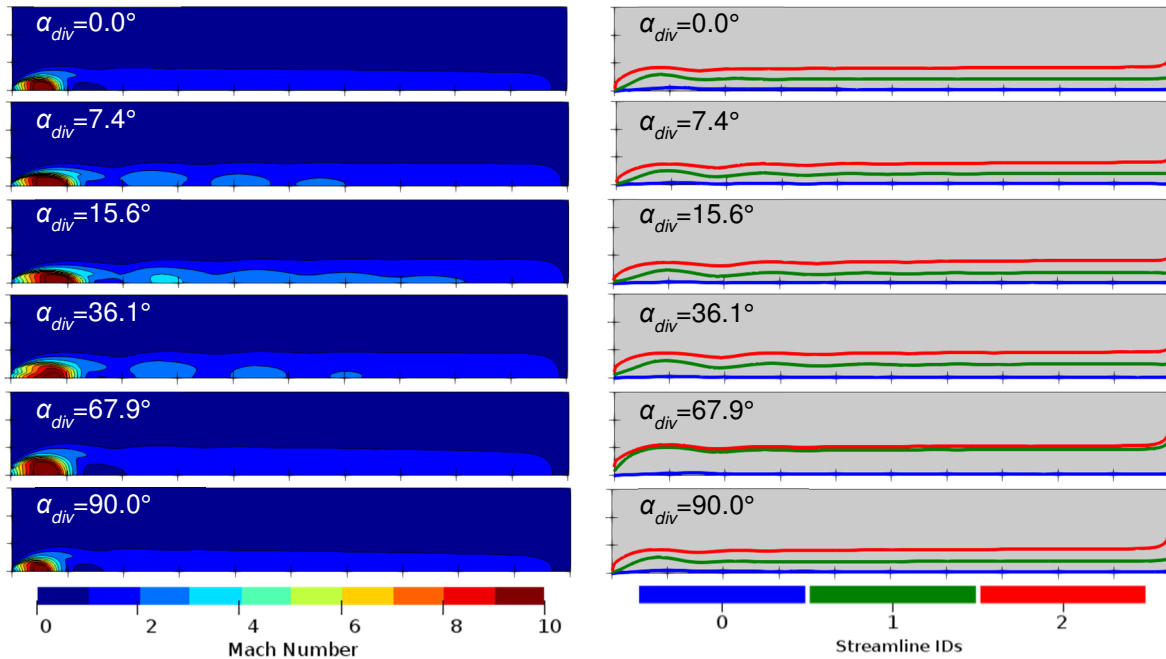 α_div=0.0°
α_div=0.0°
α_div=7.4°
α_div=7.4°
α_div=15.6°
α_div=15.6°
α_div=36.1°
α_div=36.1°
α_div=67.9°
α_div=67.9°
α_div=90.0°
α_div=90.0°
0 2 4 6 8 10
Mach Number
0 1 2
Streamline IDs